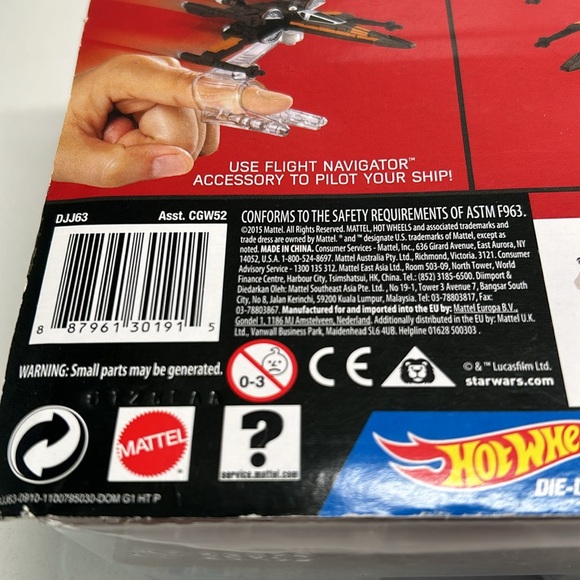 USE FLIGHT NAVIGATOR™
ACCESSORY TO PILOT YOUR SHIP!
DJJ63
Asst. CGW52
8 87961 30191 5
CONFORMS TO THE SAFETY REQUIREMENTS OF ASTM F963.
©2015 Mattel. All Rights Reserved. MATTEL, HOT WHEELS and associated trademarks and
trade dress are owned by Mattel. ® and ™ designate U.S. trademarks of Mattel, except as
noted. MADE IN CHINA. Consumer Services - Mattel, Inc., 636 Girard Avenue, East Aurora, NY
14052, U.S.A. 1-800-524-8697. Mattel Australia Pty. Ltd., Richmond, Victoria. 3121. Consumer
Advisory Service - 1300 135 312. Mattel East Asia Ltd., Room 503-09, North Tower, World
Finance Centre, Harbour City, Tsimshatsui, HK, China. Tel.: (852) 3185-6500. Diimport &
Diedarkan Oleh: Mattel Southeast Asia Pte. Ltd., No 19-1, Tower 3 Avenue 7, Bangsar South
City, No 8, Jalan Kerinchi, 59200 Kuala Lumpur, Malaysia. Tel: 03-78803817, Fax:
03-78803867. Manufactured for and imported into the EU by: Mattel Europa B.V.,
Gondel 1, 1186 MJ Amstelveen, Nederland. Additionally distributed in the EU by: Mattel U.K.
Ltd., Vanwall Business Park, Maidenhead SL6 4UB. Helpline 01628 500303.
WARNING: Small parts may be generated.
0-3
CE
© & ™ Lucasfilm Ltd.
starwars.com
MATTEL
?
service.mattel.com
HOT WHE
DIE-
JJ63-0910-1100795030-DOM G1 HT P